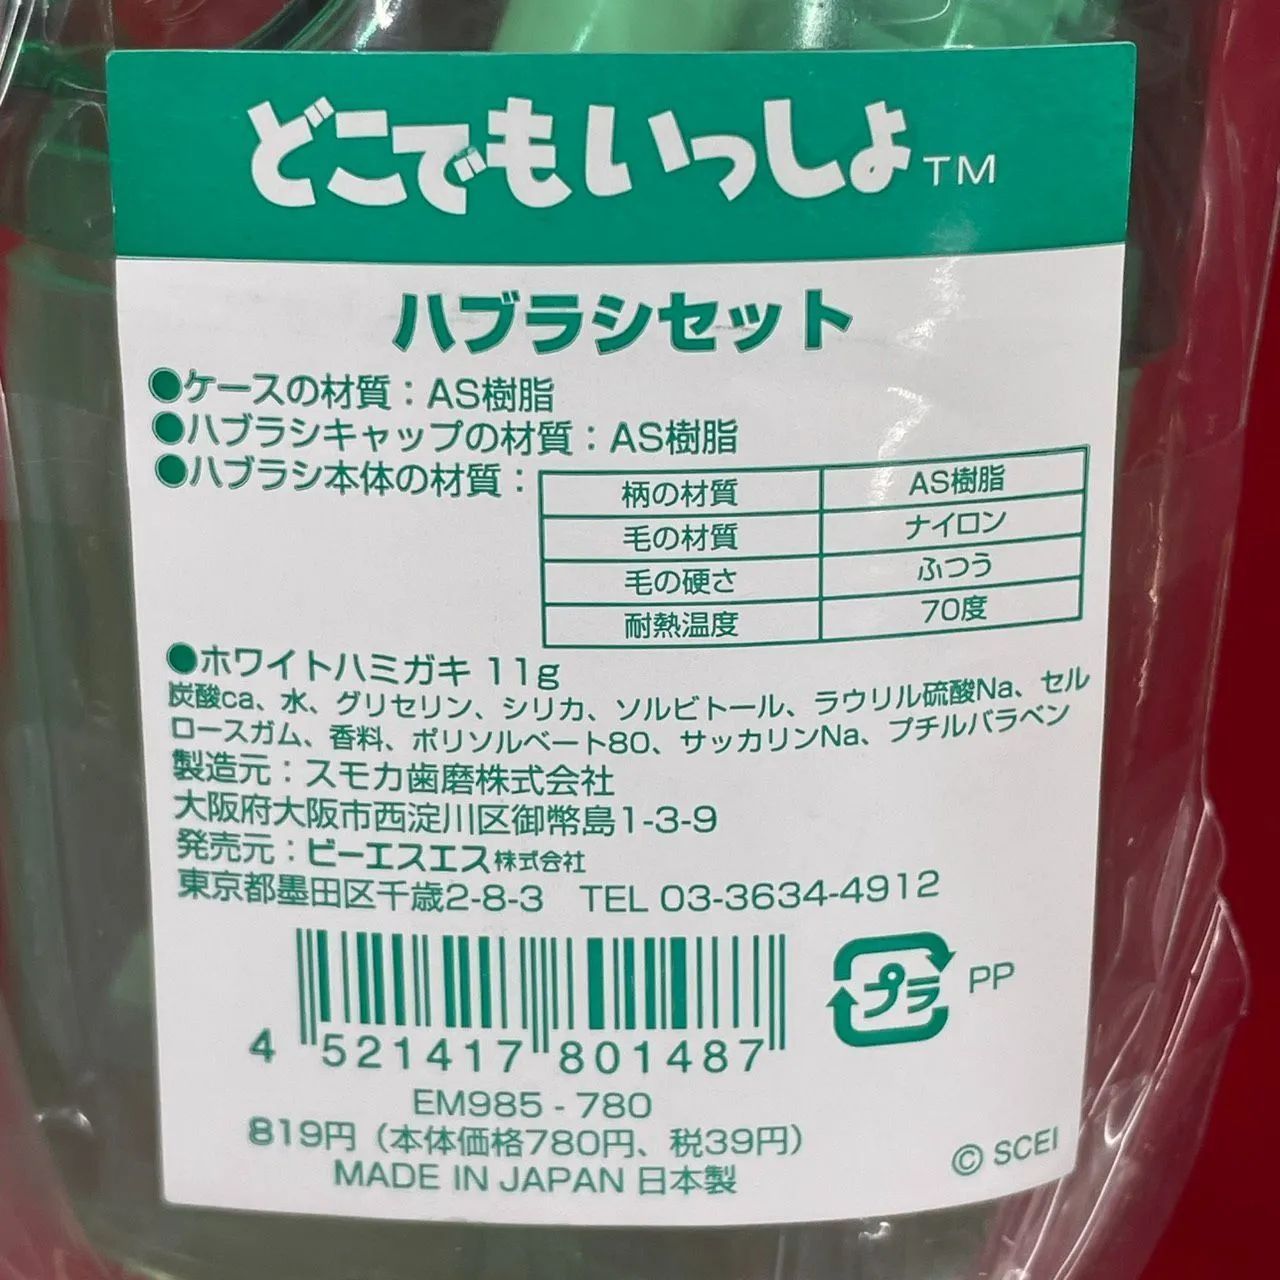 どこでもいっしょTM
ハブラシセット
●ケースの材質：AS樹脂
●ハブラシキャップの材質：AS樹脂
●ハブラシ本体の材質：
柄の材質 AS樹脂
毛の材質 ナイロン
毛の硬さ ふつう
耐熱温度 70度
●ホワイトハミガキ 11g
炭酸ca、水、グリセリン、シリカ、ソルビトール、ラウリル硫酸Na、セル
ロースガム、香料、ポリソルベート80、サッカリンNa、プチルパラベン
製造元：スモカ歯磨株式会社
大阪府大阪市西淀川区御幣島1-3-9
発売元：ビーエスエス株式会社
東京都墨田区千歳2-8-3 TEL 03-3634-4912
4 521417 801487
プラ PP
EM985-780
819円（本体価格780円、税39円）
MADE IN JAPAN 日本製
© SCEI